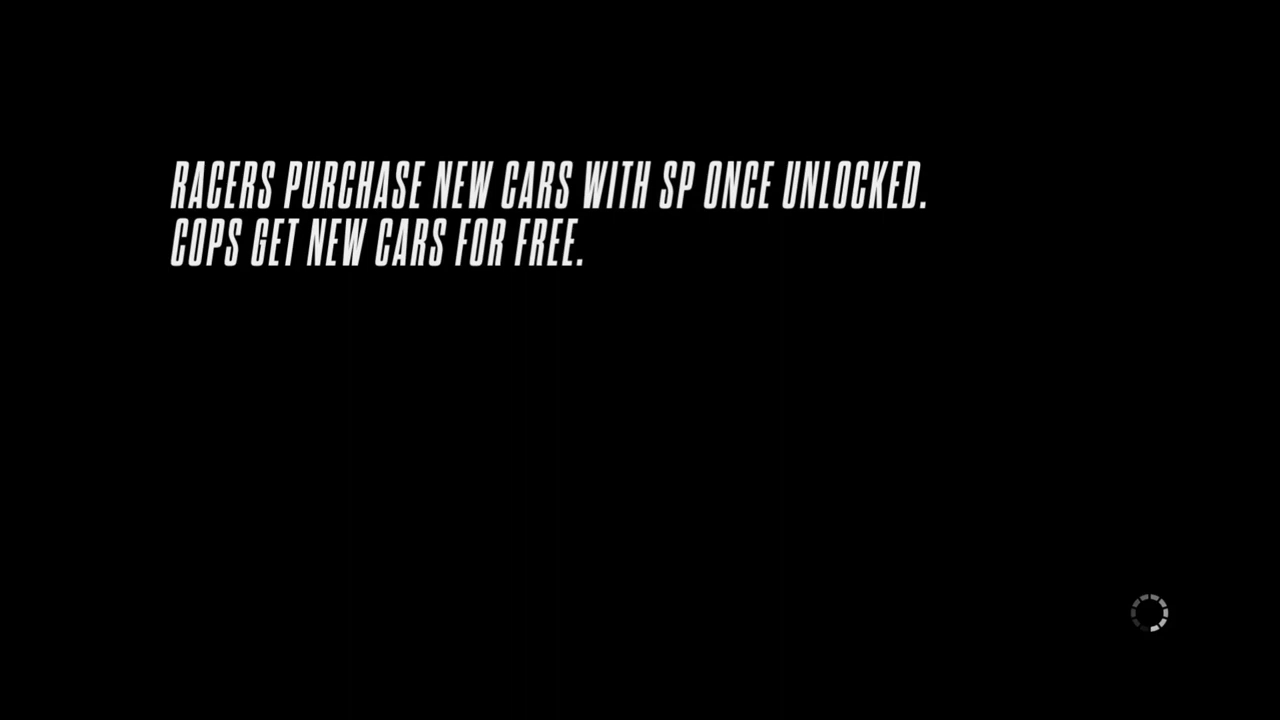 RACERS PURCHASE NEW CARS WITH SP ONCE UNLOCKED.
COPS GET NEW CARS FOR FREE.